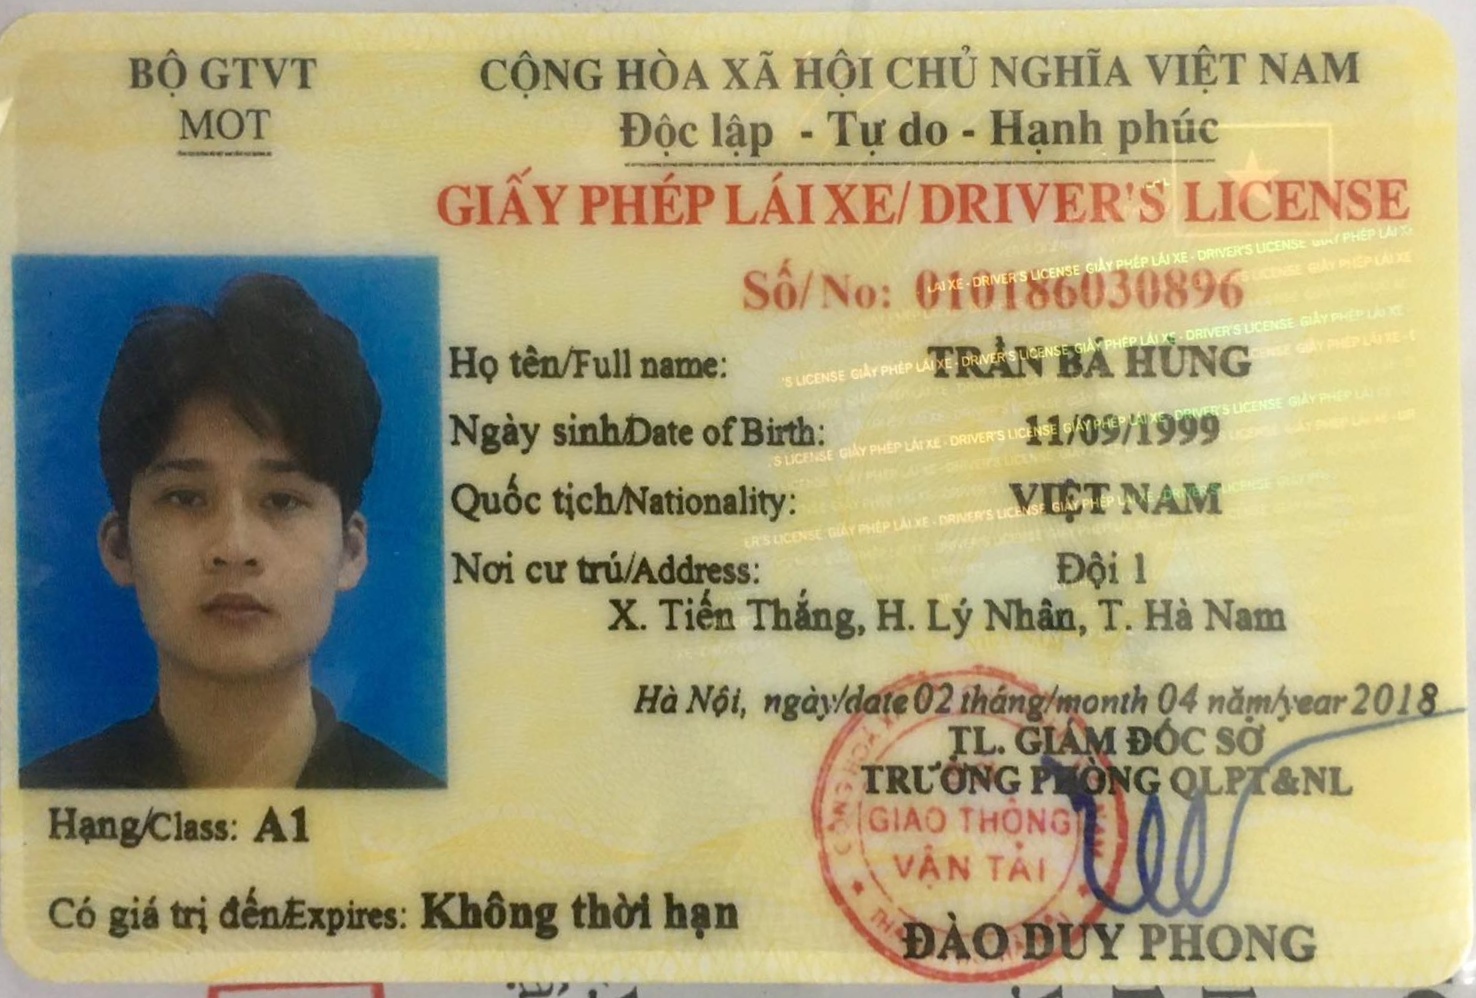 BỘ GTVT
MOT
CỘNG HÒA XÃ HỘI CHỦ NGHĨA VIỆT NAM
Độc lập - Tự do - Hạnh phúc
GIẤY PHÉP LÁI XE/ DRIVER'S LICENSE
Số/ No: 010186030896
Họ tên/Full name: TRẦN BÁ HÙNG
Ngày sinh/Date of Birth: 11/09/1999
Quốc tịch/Nationality: VIỆT NAM
Nơi cư trú/Address: Đội 1
X. Tiến Thắng, H. Lý Nhân, T. Hà Nam
Hà Nội, ngày/date 02 tháng/month 04 năm/year 2018
TL. GIÁM ĐỐC SỞ
TRƯỞNG PHÒNG QLPT&NL
GIAO THÔNG
VẬN TẢI
ĐÀO DUY PHONG
Hạng/Class: A1
Có giá trị đến/Expires: Không thời hạn